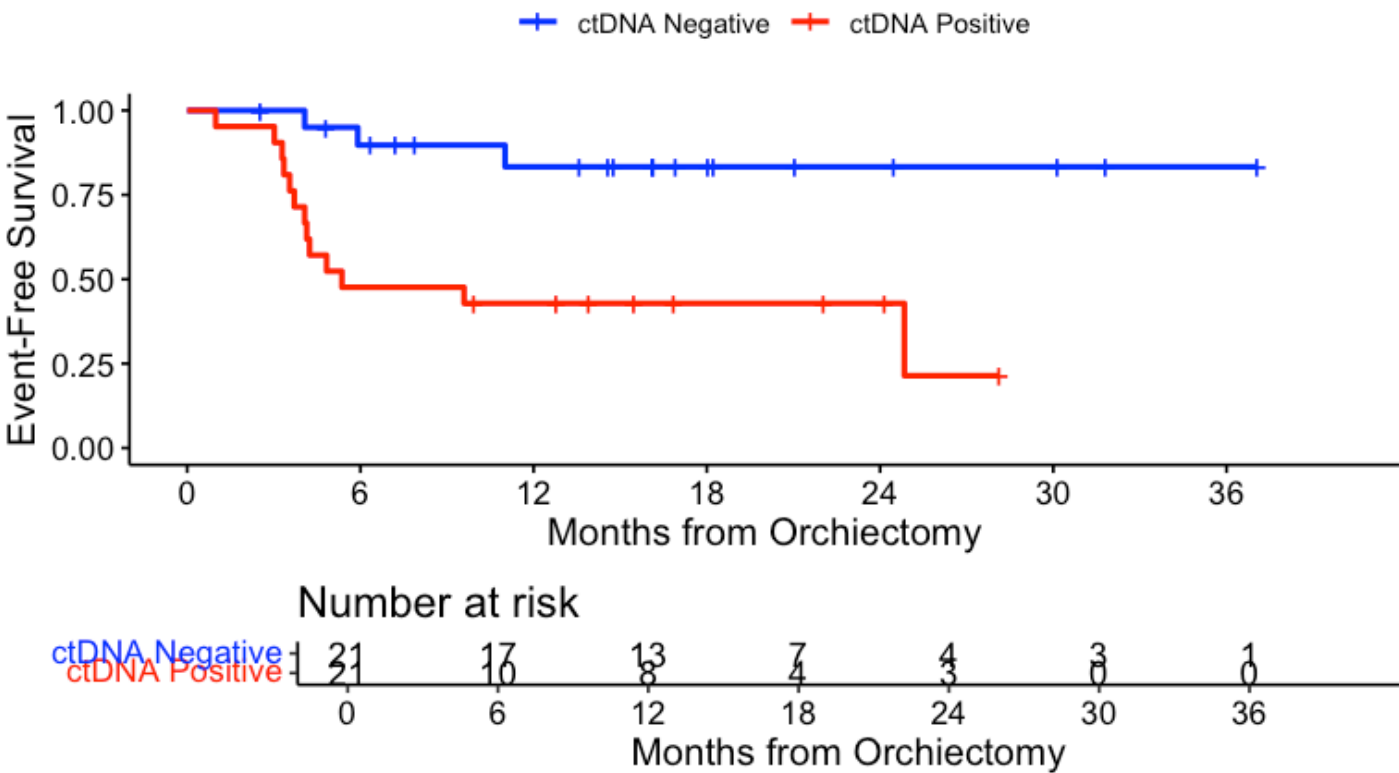 ctDNA Negative ctDNA Positive
Event-Free Survival
1.00
0.75
0.50
0.25
0.00
0 6 12 18 24 30 36
Months from Orchiectomy
Number at risk
ctDNA Negative 21 17 13 7 4 3 1
ctDNA Positive 21 10 8 4 3 0 0
0 6 12 18 24 30 36
Months from Orchiectomy